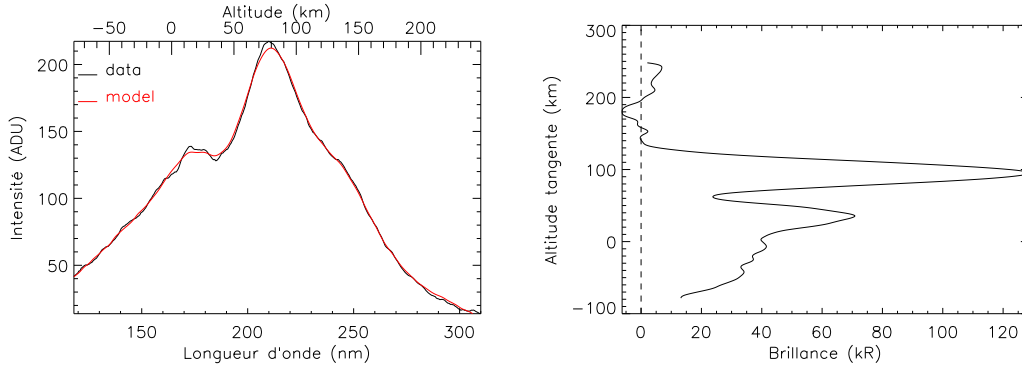 Altitude (km)
−50 0 50 100 150 200
data
model
200
150
100
50
Intensité (ADU)
150 200 250 300
Longueur d'onde (nm)
300
200
100
0
−100
Altitude tangente (km)
0 20 40 60 80 100 120
Brillance (kR)